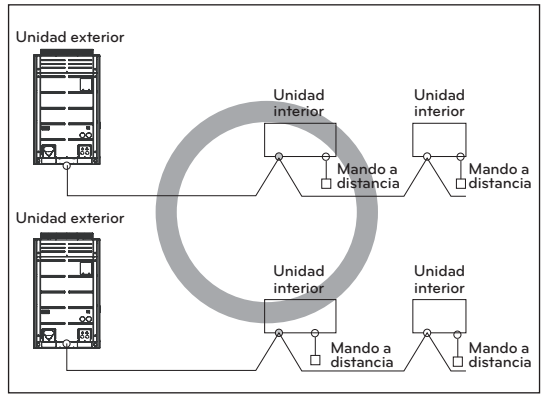 Unidad exterior
Unidad
interior
Unidad
interior
Mando a
distancia
Mando a
distancia
Unidad exterior
Unidad
interior
Unidad
interior
Mando a
distancia
Mando a
distancia